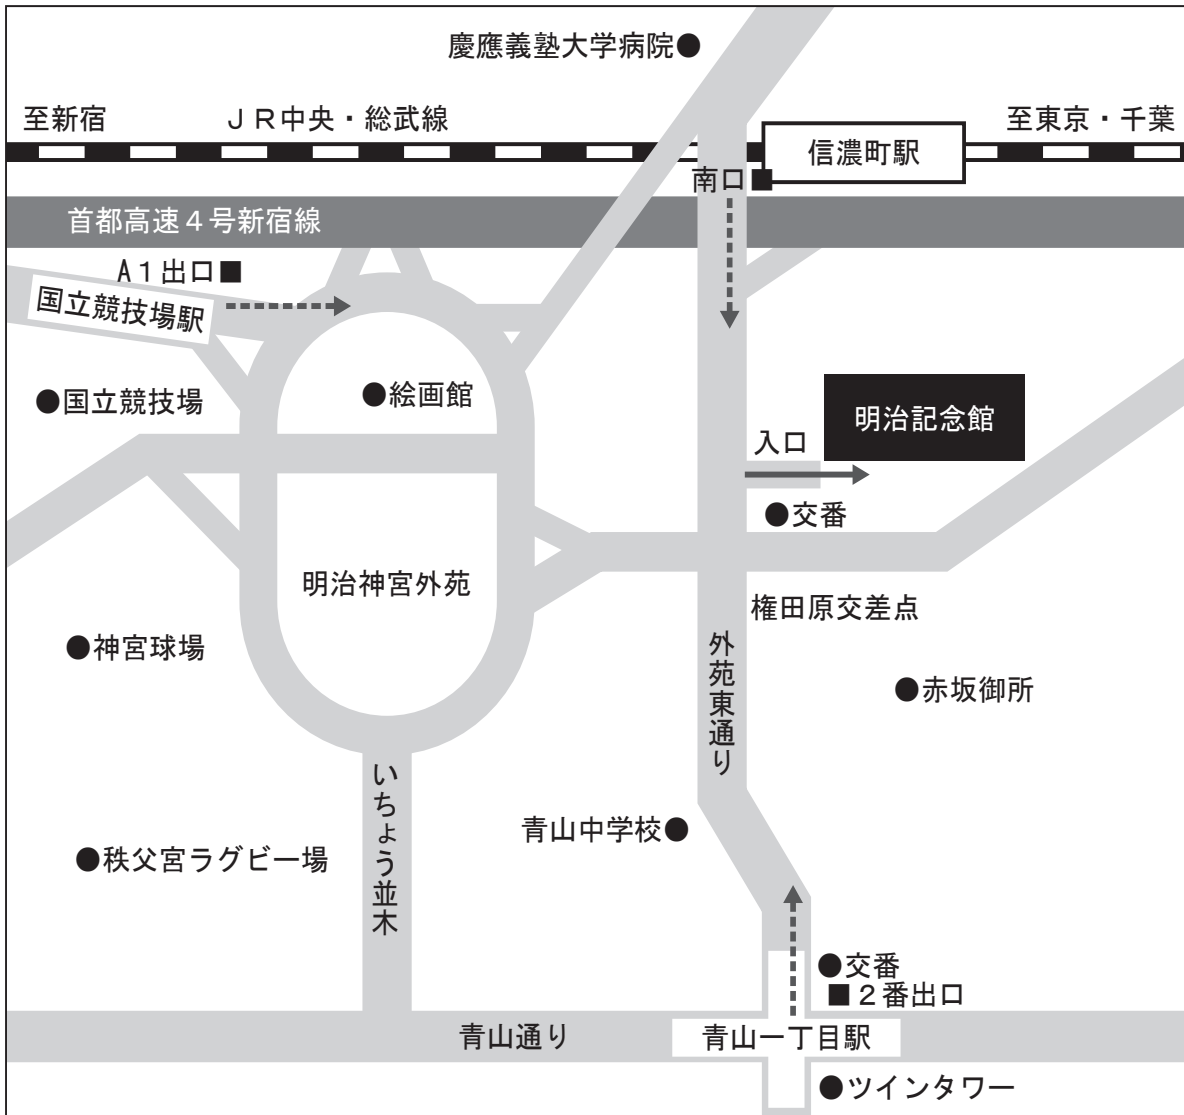 慶應義塾大学病院●
至新宿
ＪＲ中央・総武線
至東京・千葉
信濃町駅
南口■
首都高速４号新宿線
A１出口■
国立競技場駅
●国立競技場
●絵画館
明治記念館
入口
●交番
明治神宮外苑
権田原交差点
●神宮球場
外苑東通り
●赤坂御所
いちょう並木
青山中学校●
●秩父宮ラグビー場
●交番
■２番出口
青山通り
青山一丁目駅
●ツインタワー